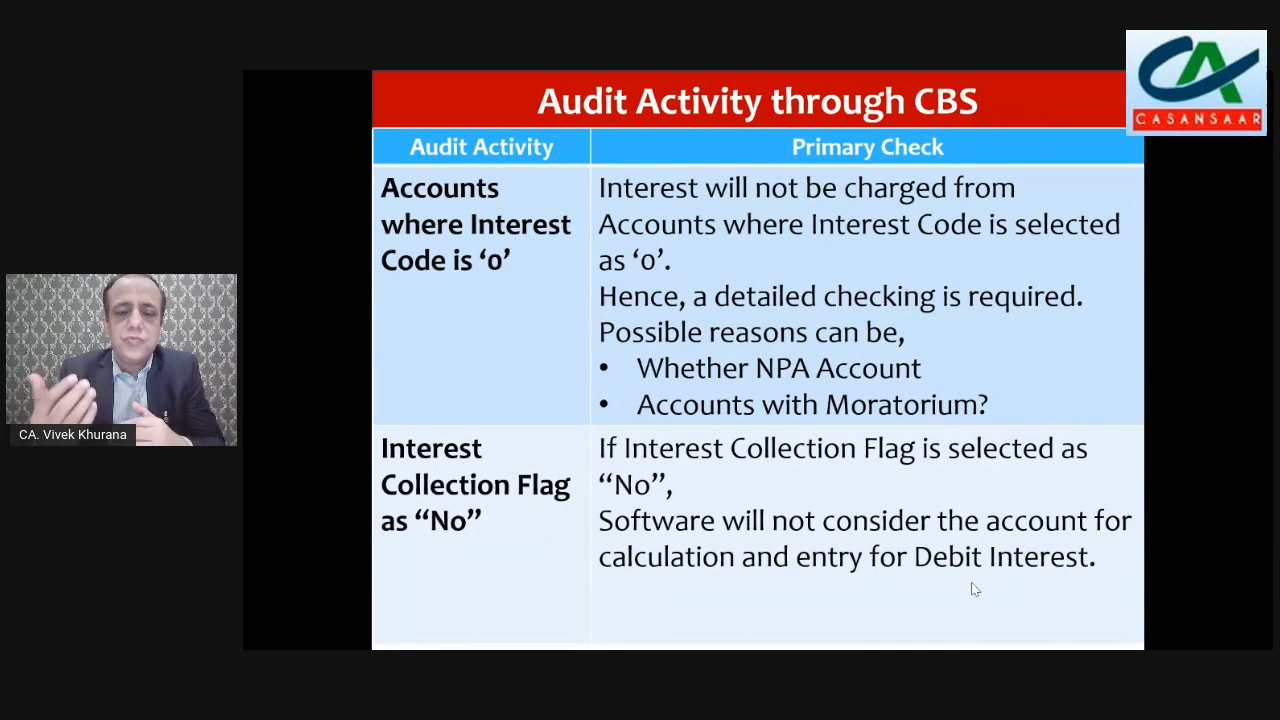 CA
CASANSAAR
Audit Activity through CBS
Audit Activity
Primary Check
Accounts
where Interest
Code is ‘0’
Interest will not be charged from
Accounts where Interest Code is selected
as ‘0’.
Hence, a detailed checking is required.
Possible reasons can be,
• Whether NPA Account
• Accounts with Moratorium?
Interest
Collection Flag
as “No”
If Interest Collection Flag is selected as
“No”,
Software will not consider the account for
calculation and entry for Debit Interest.
CA. Vivek Khurana